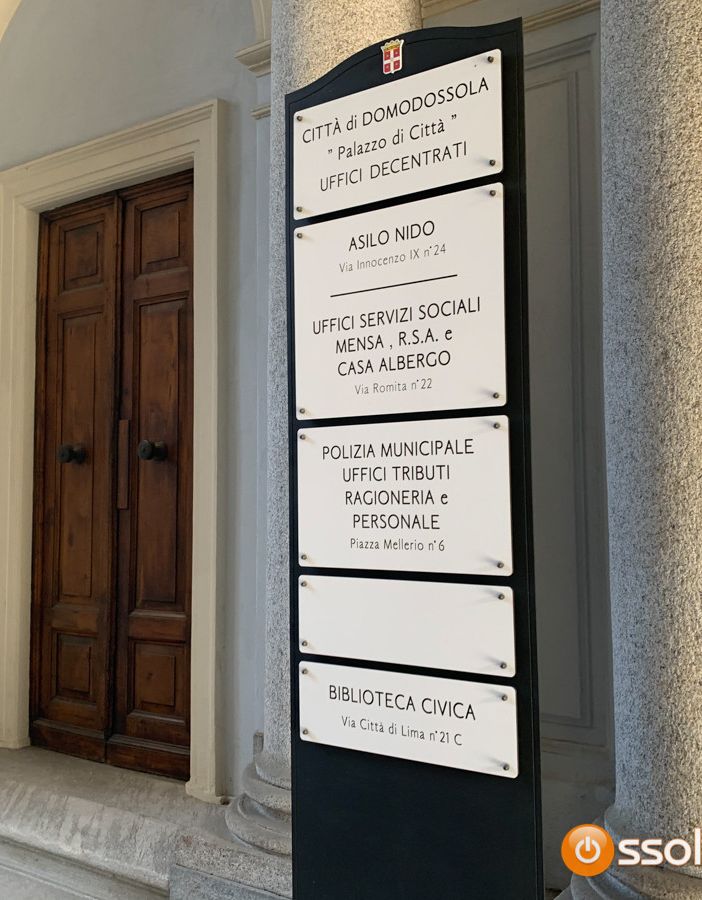 CITTÀ di DOMODOSSOLA
" Palazzo di Città "
UFFICI DECENTRATI
ASILO NIDO
Via Innocenzo IX n°24
UFFICI SERVIZI SOCIALI
MENSA , R.S.A. e
CASA ALBERGO
Via Romita n°22
POLIZIA MUNICIPALE
UFFICI TRIBUTI
RAGIONERIA e
PERSONALE
Piazza Mellerio n°6
BIBLIOTECA CIVICA
Via Città di Lima n°21 C
ssol